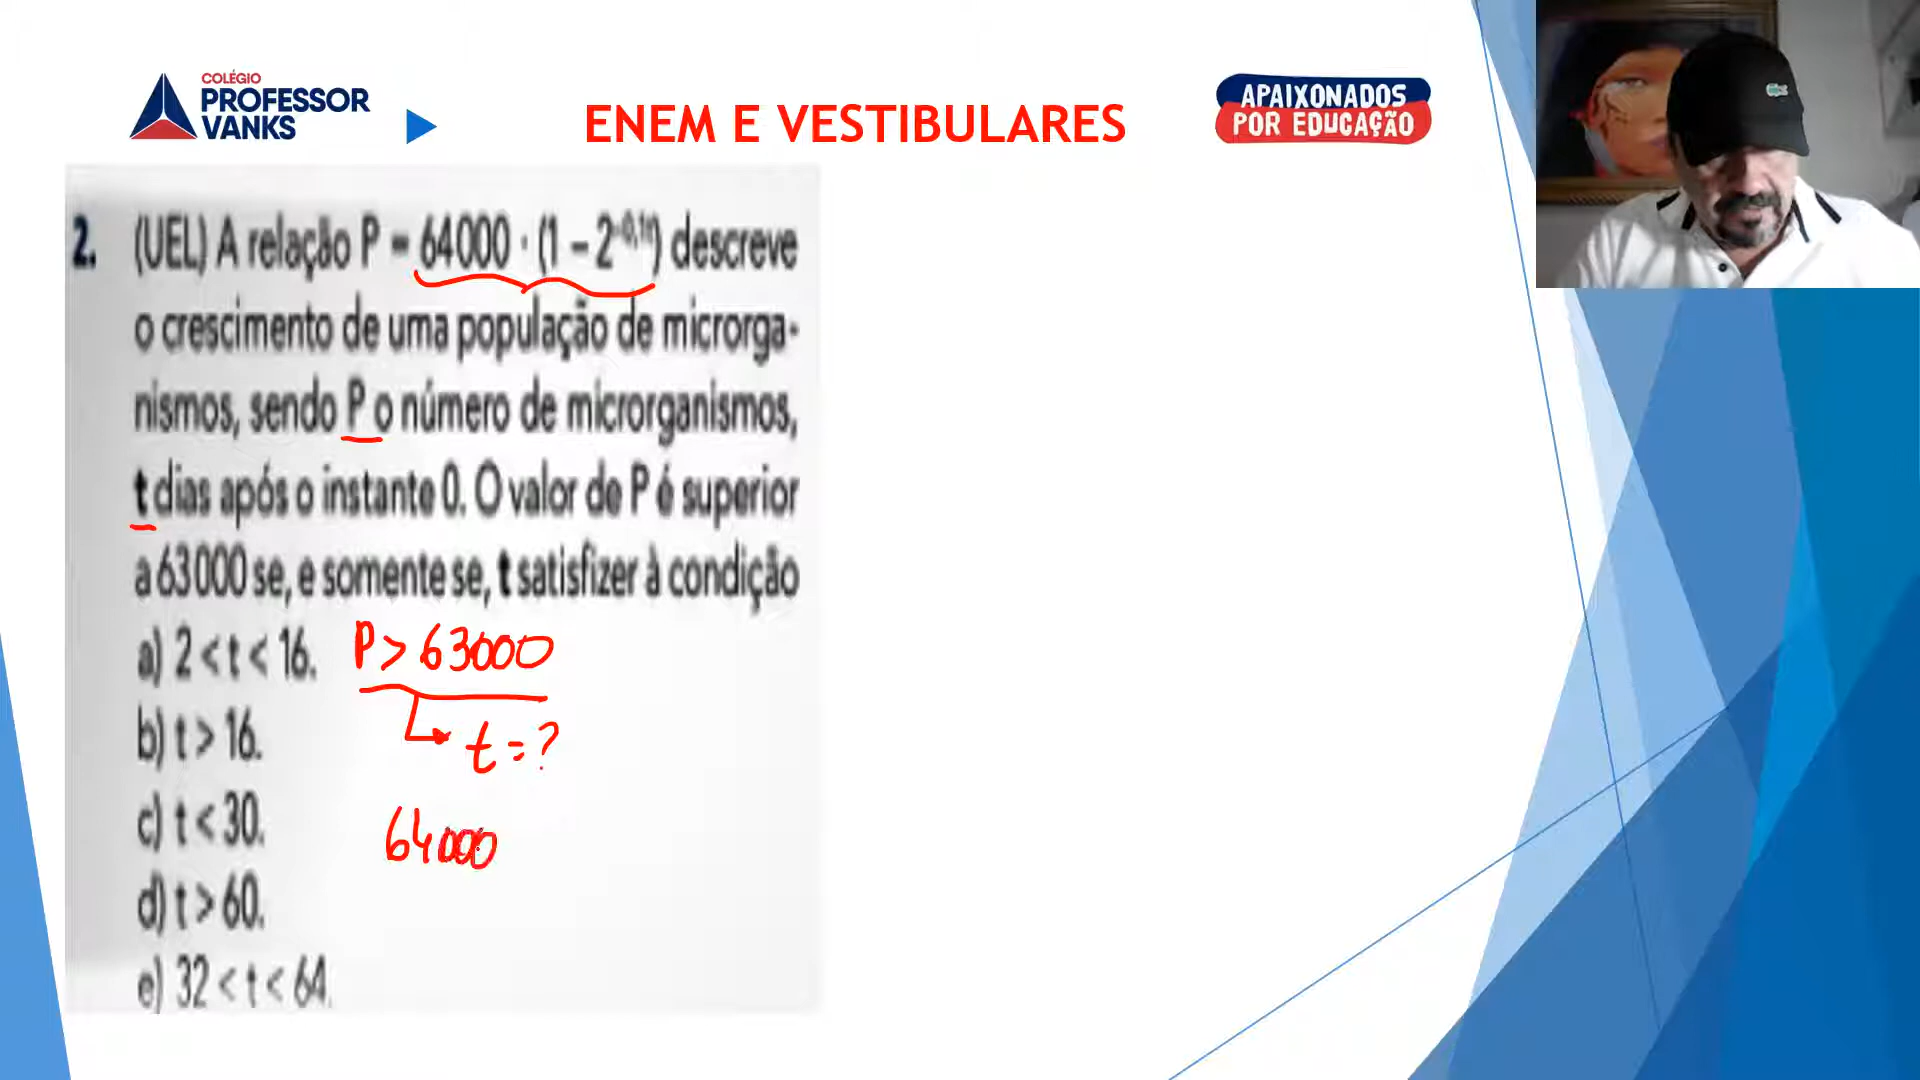 COLÉGIO
PROFESSOR
VANKS
ENEM E VESTIBULARES
APAIXONADOS
POR EDUCAÇÃO
2. (UEL) A relação P = 64000 · (1 – 2^-0,1t) descreve
o crescimento de uma população de microrga-
nismos, sendo P o número de microrganismos,
t dias após o instante 0. O valor de P é superior
a 63000 se, e somente se, t satisfizer à condição
a) 2 < t < 16.
P > 63000
b) t > 16.
t = ?
c) t < 30.
64000
d) t > 60.
e) 32 < t < 64.